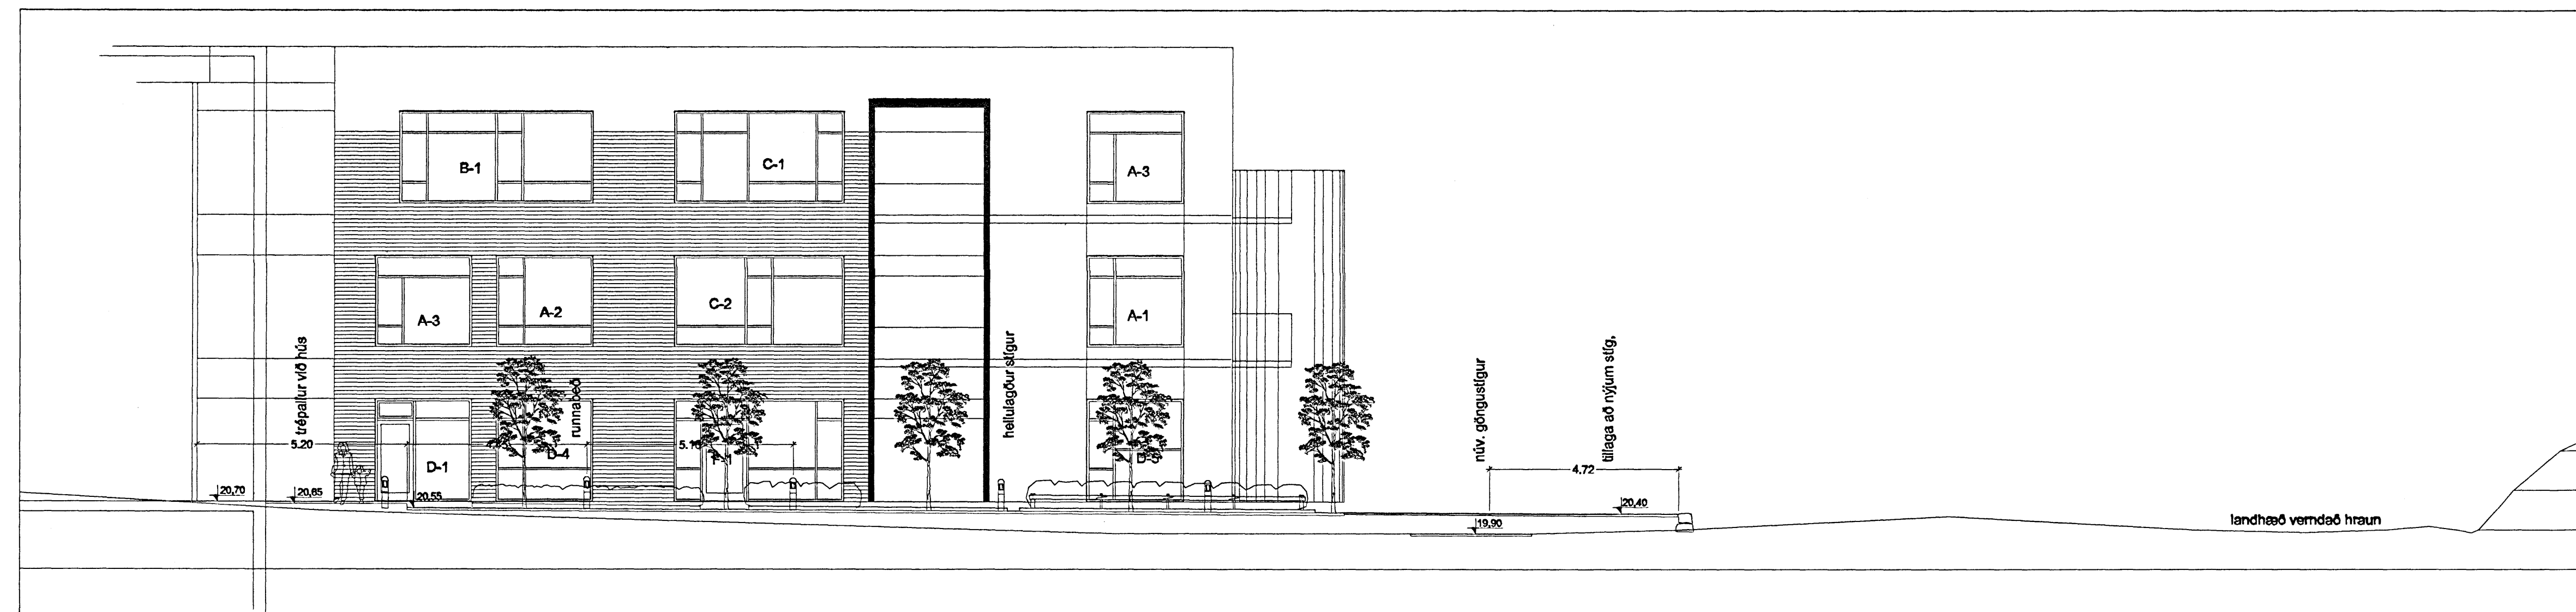 B-1
C-1
A-3
A-3
A-2
C-2
A-1
trépallur við hús
runnabeð
hellulagður stígur
núv. göngustígur
tillaga að nýjum stíg,
5.20
D-1
D-4
D-3
4.72
20,70
20,65
20,55
20,40
19,90
landhæð verndað hraun